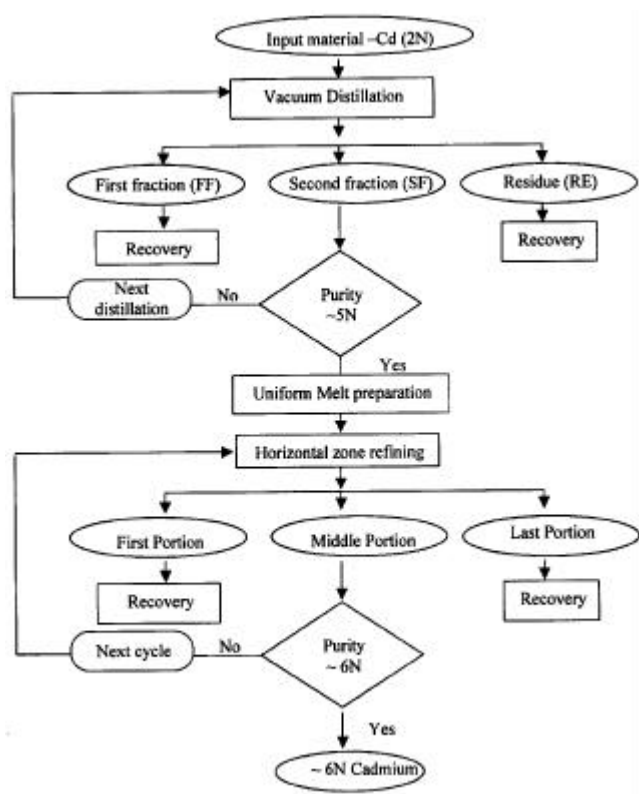 Input material –Cd (2N)
Vacuum Distillation
First fraction (FF)
Second fraction (SF)
Residue (RE)
Recovery
Recovery
Next
distillation
No
Purity
~5N
Yes
Uniform Melt preparation
Horizontal zone refining
First Portion
Middle Portion
Last Portion
Recovery
Recovery
Next cycle
No
Purity
~ 6N
Yes
~ 6N Cadmium